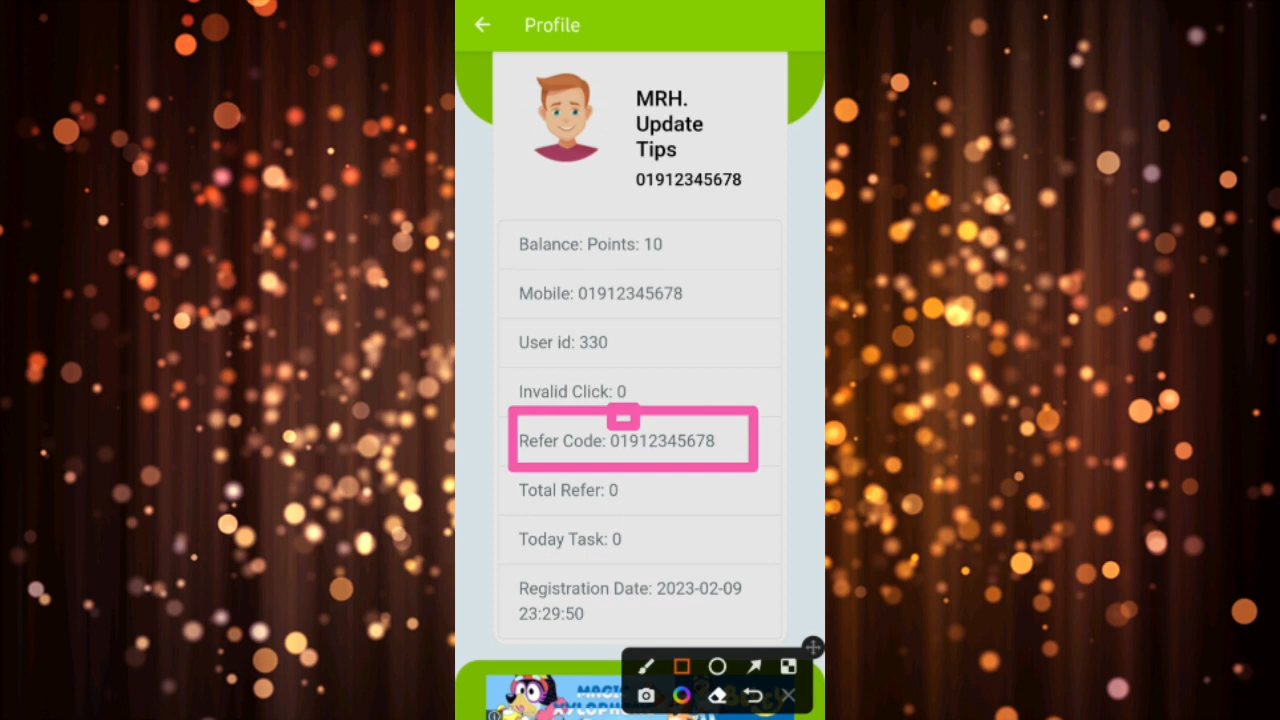 Profile
MRH.
Update
Tips
01912345678
Balance: Points: 10
Mobile: 01912345678
User id: 330
Invalid Click: 0
Refer Code: 01912345678
Total Refer: 0
Today Task: 0
Registration Date: 2023-02-09
23:29:50